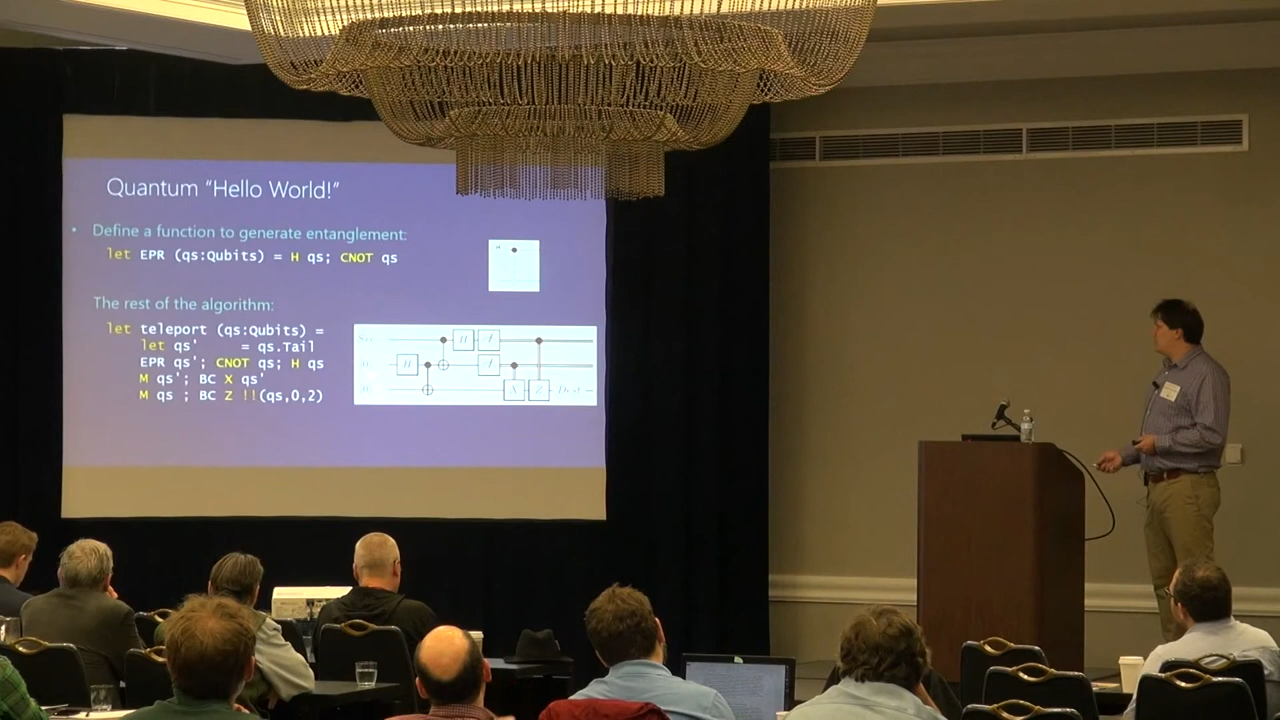 Quantum "Hello World!"
• Define a function to generate entanglement:
let EPR (qs:Qubits) = H qs; CNOT qs
The rest of the algorithm:
let teleport (qs:Qubits) =
let qs' = qs.Tail
EPR qs'; CNOT qs; H qs
M qs'; BC X qs'
M qs ; BC Z !!(qs,0,2)
H
H
X
Z
Dest